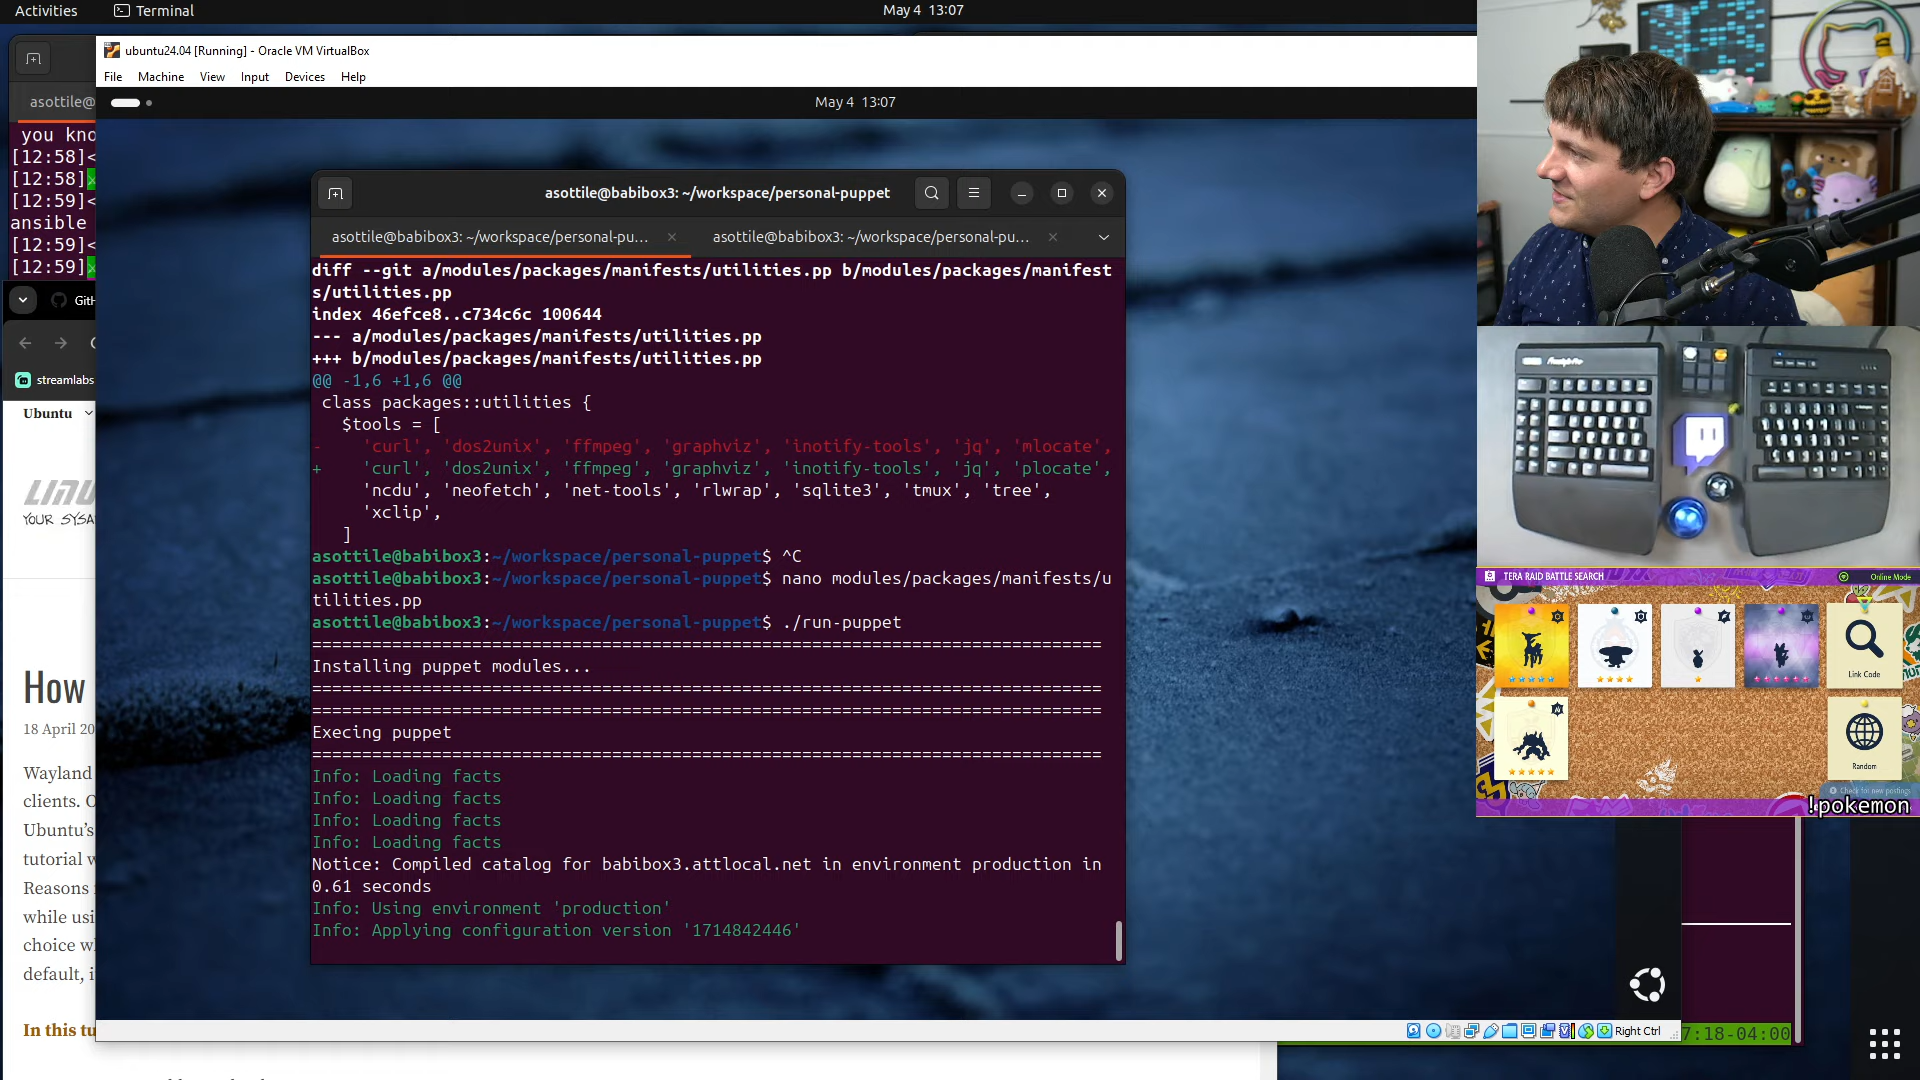 Activities
Terminal
May 4 13:07
ubuntu24.04 [Running] - Oracle VM VirtualBox
File Machine View Input Devices Help
May 4 13:07
asottile@
you kno
[12:58]<
[12:58]
[12:59]<
ansible
[12:59]<
[12:59]
GitH
streamlabs
Ubuntu
YOUR SYSA
How
18 April 20
Wayland
clients. O
Ubuntu's
tutorial w
Reasons
while usi
choice w
default, i
In this tu
asottile@babibox3: ~/workspace/personal-puppet
asottile@babibox3: ~/workspace/personal-pu...
asottile@babibox3: ~/workspace/personal-pu...
diff --git a/modules/packages/manifests/utilities.pp b/modules/packages/manifest
s/utilities.pp
index 46efce8..c734c6c 100644
--- a/modules/packages/manifests/utilities.pp
+++ b/modules/packages/manifests/utilities.pp
@@ -1,6 +1,6 @@
class packages::utilities {
$tools = [
- 'curl', 'dos2unix', 'ffmpeg', 'graphviz', 'inotify-tools', 'jq', 'mlocate',
+ 'curl', 'dos2unix', 'ffmpeg', 'graphviz', 'inotify-tools', 'jq', 'plocate',
'ncdu', 'neofetch', 'net-tools', 'rlwrap', 'sqlite3', 'tmux', 'tree',
'xclip',
]
asottile@babibox3:~/workspace/personal-puppet$ ^C
asottile@babibox3:~/workspace/personal-puppet$ nano modules/packages/manifests/u
tilities.pp
asottile@babibox3:~/workspace/personal-puppet$ ./run-puppet
===============================================================================
Installing puppet modules...
===============================================================================
===============================================================================
Execing puppet
===============================================================================
Info: Loading facts
Info: Loading facts
Info: Loading facts
Info: Loading facts
Notice: Compiled catalog for babibox3.attlocal.net in environment production in
0.61 seconds
Info: Using environment 'production'
Info: Applying configuration version '1714842446'
Right Ctrl
7:18-04:00
TERA RAID BATTLE SEARCH
Online Mode
Link Code
Random
Check for new postings
!pokemon